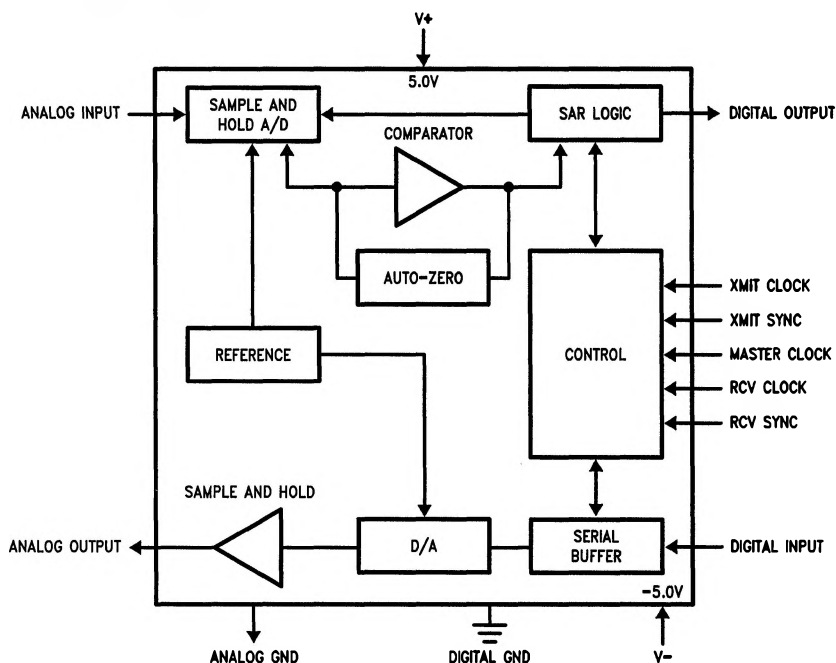 V+
5.0V
ANALOG INPUT
SAMPLE AND
HOLD A/D
SAR LOGIC
DIGITAL OUTPUT
COMPARATOR
AUTO-ZERO
XMIT CLOCK
XMIT SYNC
REFERENCE
CONTROL
MASTER CLOCK
RCV CLOCK
RCV SYNC
SAMPLE AND HOLD
ANALOG OUTPUT
D/A
SERIAL
BUFFER
DIGITAL INPUT
-5.0V
ANALOG GND
DIGITAL GND
V-